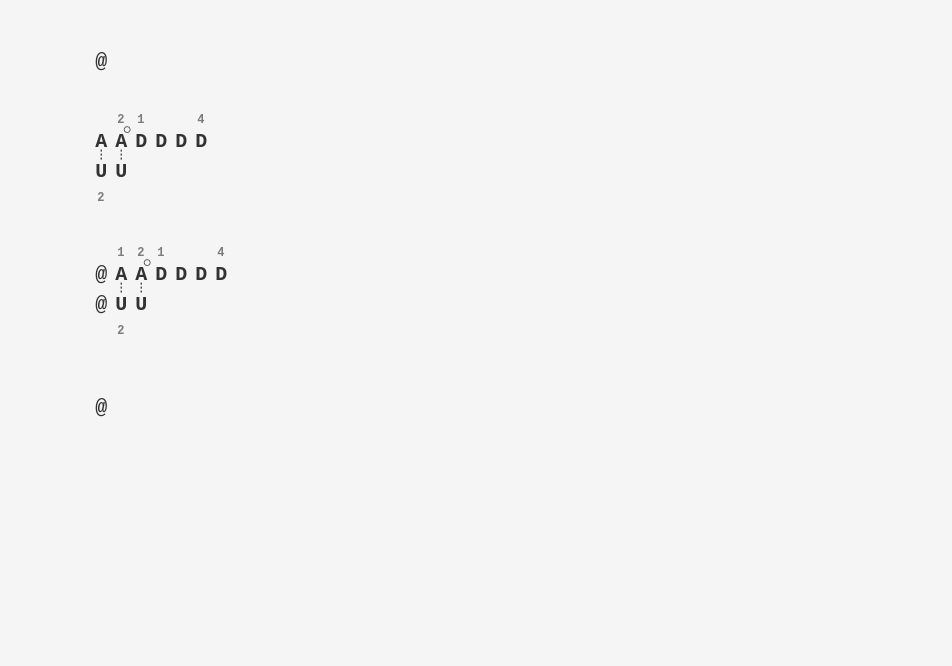 @
2 1 4
A A D D D D
U U
2
1 2 1 4
@ A A D D D D
@ U U
2
@